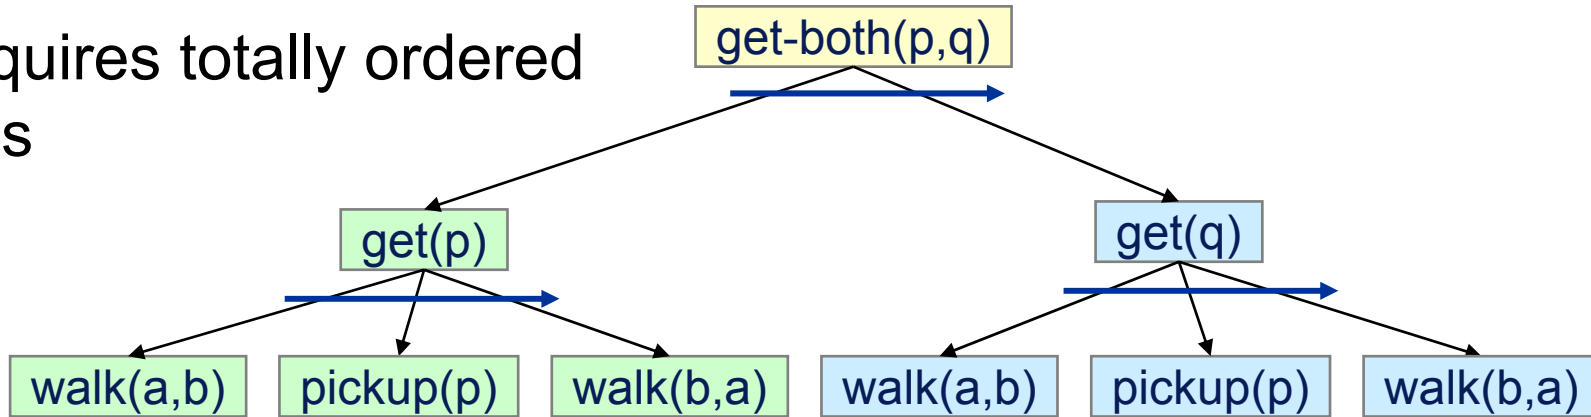 quires totally ordered
s
get-both(p,q)
get(p)
get(q)
walk(a,b)
pickup(p)
walk(b,a)
walk(a,b)
pickup(p)
walk(b,a)